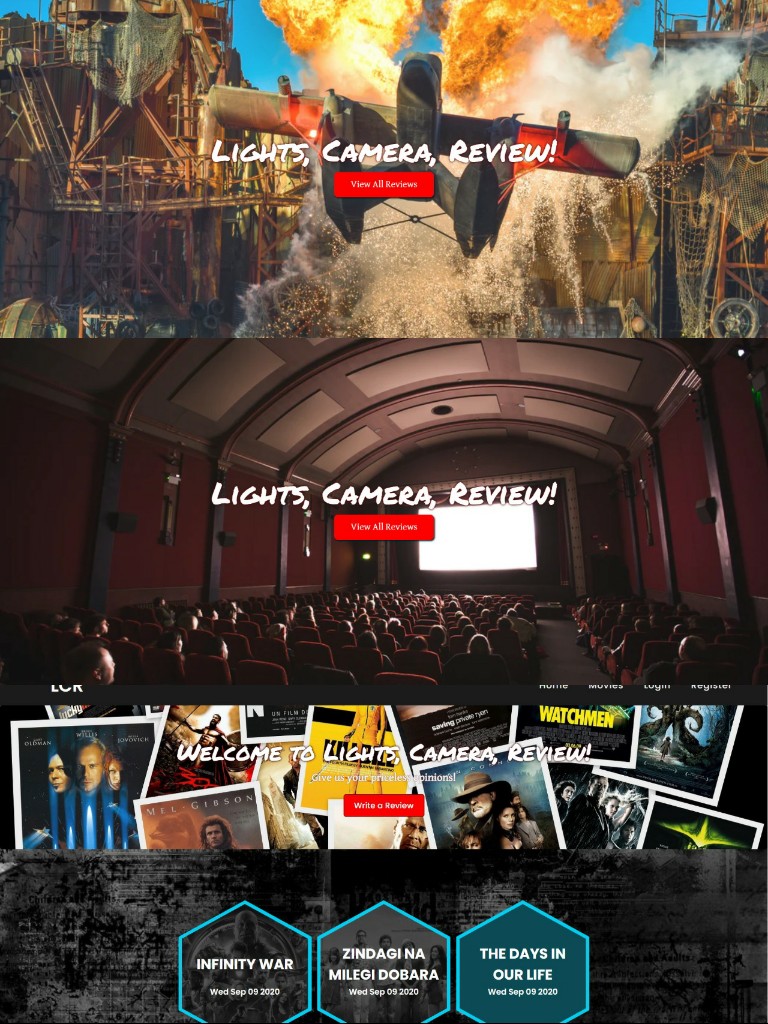 Lights, Camera, Review!
View All Reviews
Lights, Camera, Review!
View All Reviews
LCR
Home Movies Login Register
UN FILM D
GARY OLDMAN
WILLIS
JOVOVICH
saving private ryan
WATCHMEN
Welcome to Lights, Camera, Review!
Give us your priceless opinions!
MEL GIBSON
Write a Review
INFINITY WAR
Wed Sep 09 2020
ZINDAGI NA
MILEGI DOBARA
Wed Sep 09 2020
THE DAYS IN
OUR LIFE
Wed Sep 09 2020